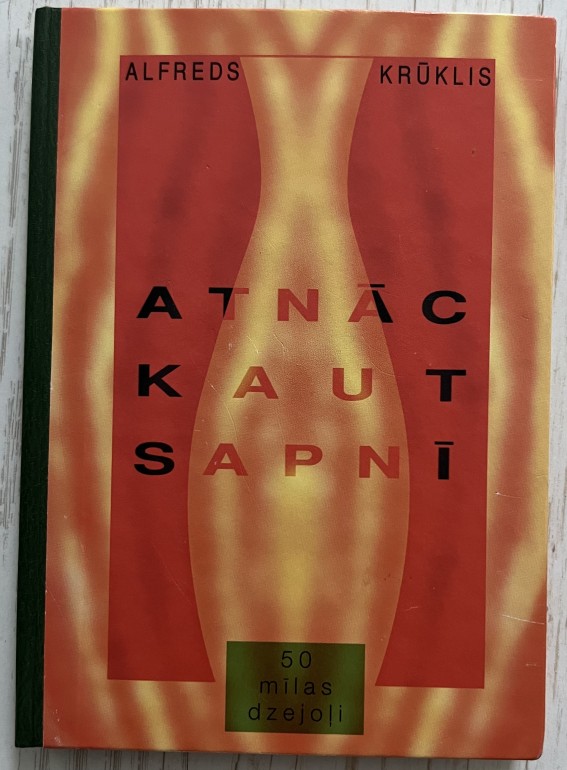 ALFREDS KRŪKLIS
ATNĀC
KAUT
SAPNĪ
50
mīlas
dzejoļi